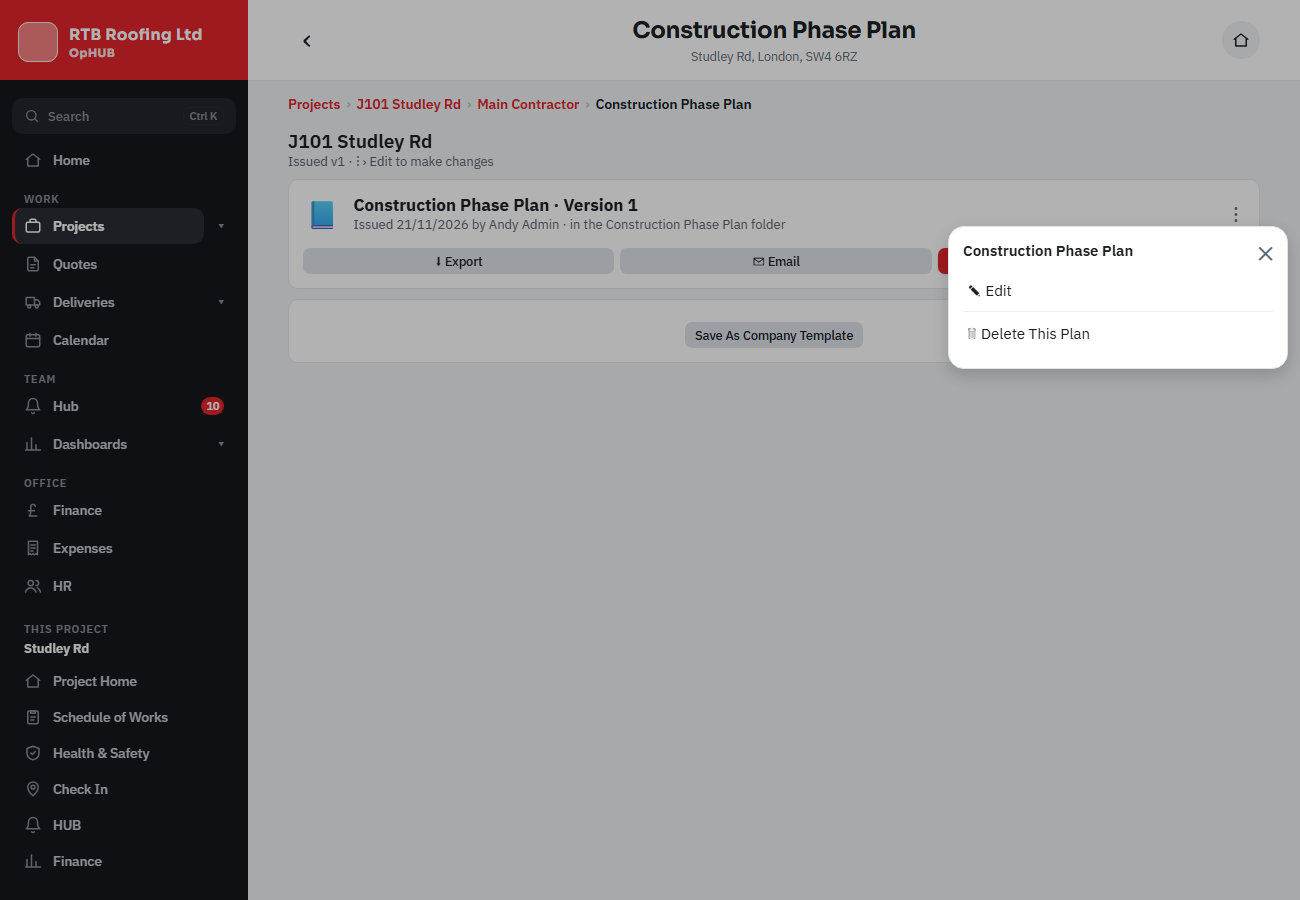 RTB Roofing Ltd
OpHUB
Search
Ctrl K
Home
WORK
Projects
Quotes
Deliveries
Calendar
TEAM
Hub
10
Dashboards
OFFICE
Finance
Expenses
HR
THIS PROJECT
Studley Rd
Project Home
Schedule of Works
Health & Safety
Check In
HUB
Finance
Construction Phase Plan
Studley Rd, London, SW4 6RZ
Projects › J101 Studley Rd › Main Contractor › Construction Phase Plan
J101 Studley Rd
Issued v1 · ⋮ › Edit to make changes
Construction Phase Plan · Version 1
Issued 21/11/2026 by Andy Admin · in the Construction Phase Plan folder
Export
Email
Save As Company Template
Construction Phase Plan
Edit
Delete This Plan